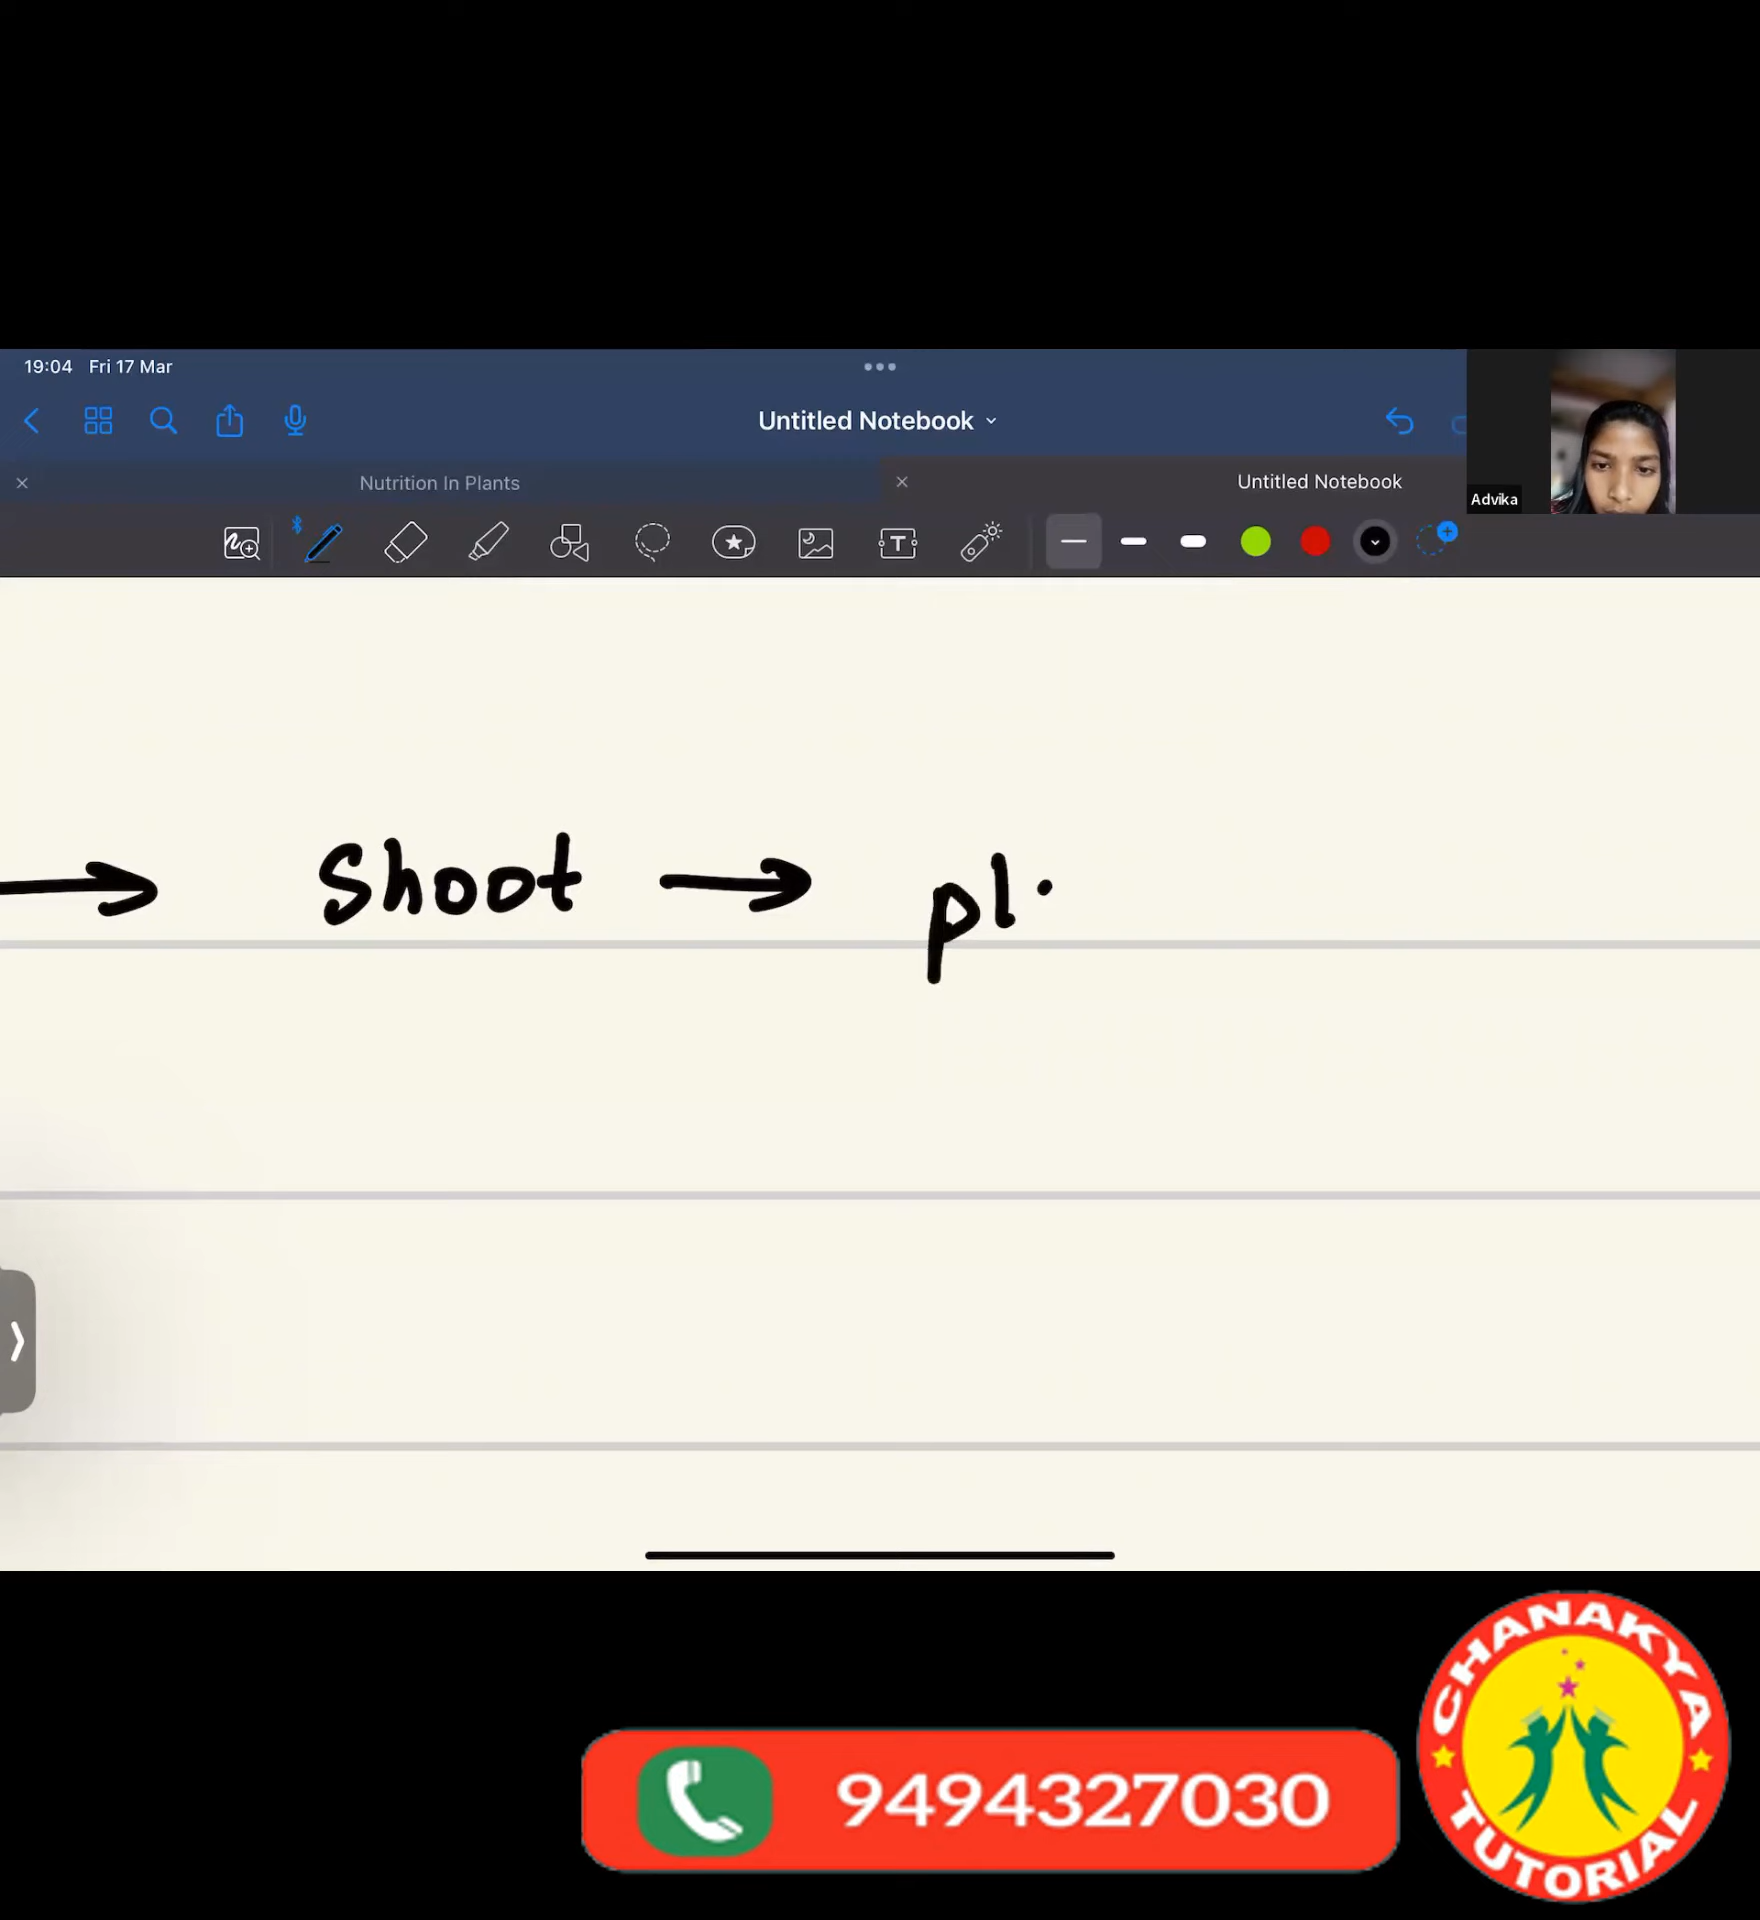 19:04 Fri 17 Mar
Untitled Notebook
Nutrition In Plants
Untitled Notebook
Advika
T
→ Shoot → pl.
9494327030
CHANAKYA
TUTORIAL